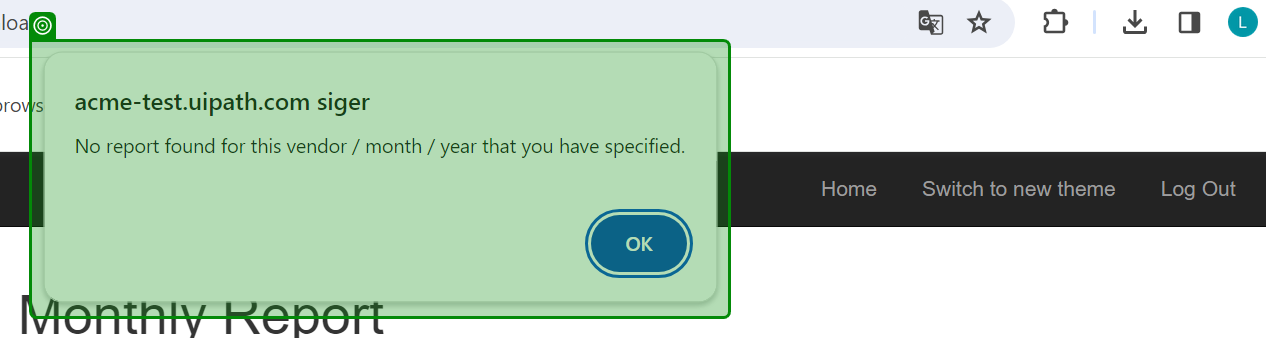 loa
L
acme-test.uipath.com siger
prows
No report found for this vendor / month / year that you have specified.
Home Switch to new theme Log Out
OK
Monthly Report